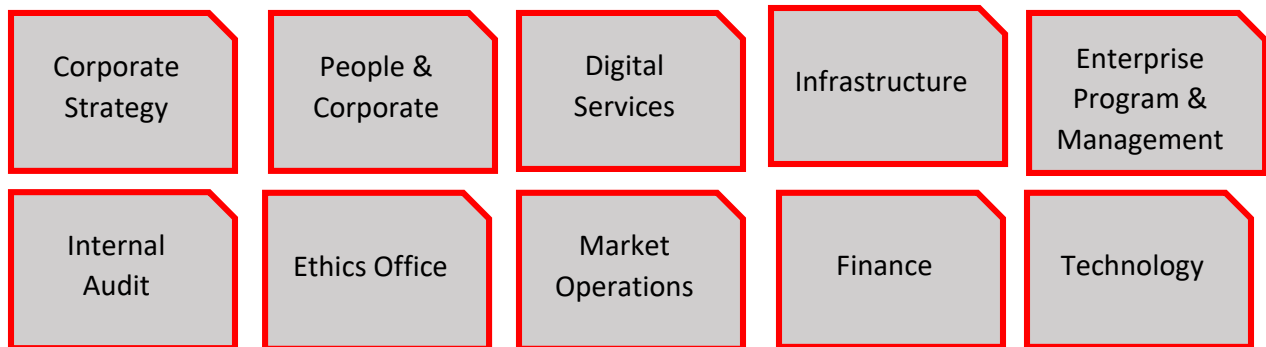 Corporate
Strategy
People &
Corporate
Digital
Services
Infrastructure
Enterprise
Program &
Management
Internal
Audit
Ethics Office
Market
Operations
Finance
Technology